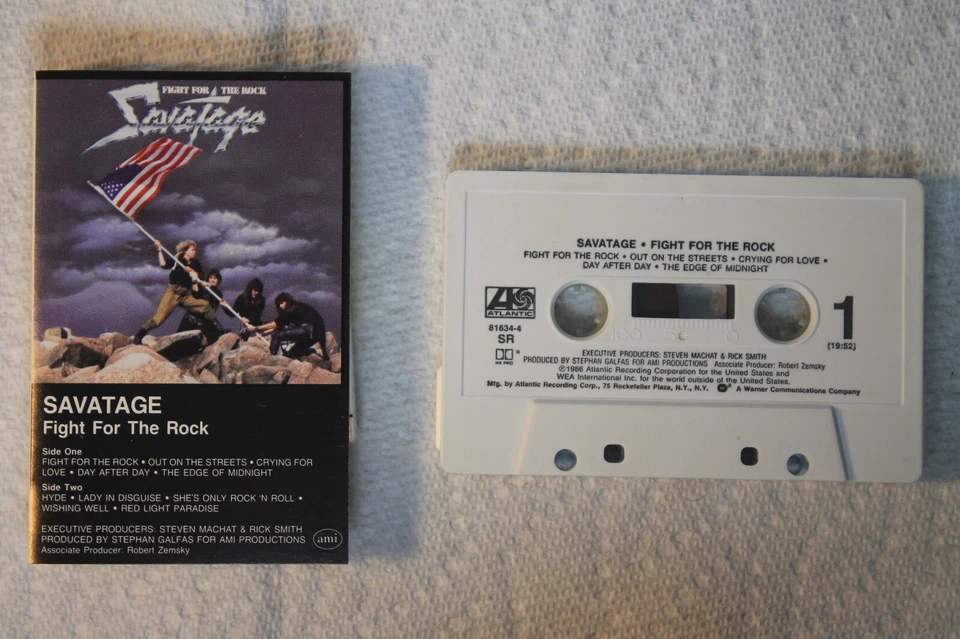 FIGHT FOR THE ROCK
Savatage
SAVATAGE
Fight For The Rock
Side One
FIGHT FOR THE ROCK • OUT ON THE STREETS • CRYING FOR
LOVE • DAY AFTER DAY • THE EDGE OF MIDNIGHT
Side Two
HYDE • LADY IN DISGUISE • SHE'S ONLY ROCK 'N ROLL •
WISHING WELL • RED LIGHT PARADISE
EXECUTIVE PRODUCERS: STEVEN MACHAT & RICK SMITH
PRODUCED BY STEPHAN GALFAS FOR AMI PRODUCTIONS
Associate Producer: Robert Zemsky
ami
SAVATAGE • FIGHT FOR THE ROCK
FIGHT FOR THE ROCK • OUT ON THE STREETS • CRYING FOR LOVE •
DAY AFTER DAY • THE EDGE OF MIDNIGHT
ATLANTIC
81634-4
SR
HX PRO
1
(19:52)
EXECUTIVE PRODUCERS: STEVEN MACHAT & RICK SMITH
PRODUCED BY STEPHAN GALFAS FOR AMI PRODUCTIONS Associate Producer: Robert Zemsky
℗1986 Atlantic Recording Corporation for the United States and
WEA International Inc. for the world outside of the United States.
Mfg. by Atlantic Recording Corp., 75 Rockefeller Plaza, N.Y., N.Y. ® A Warner Communications Company